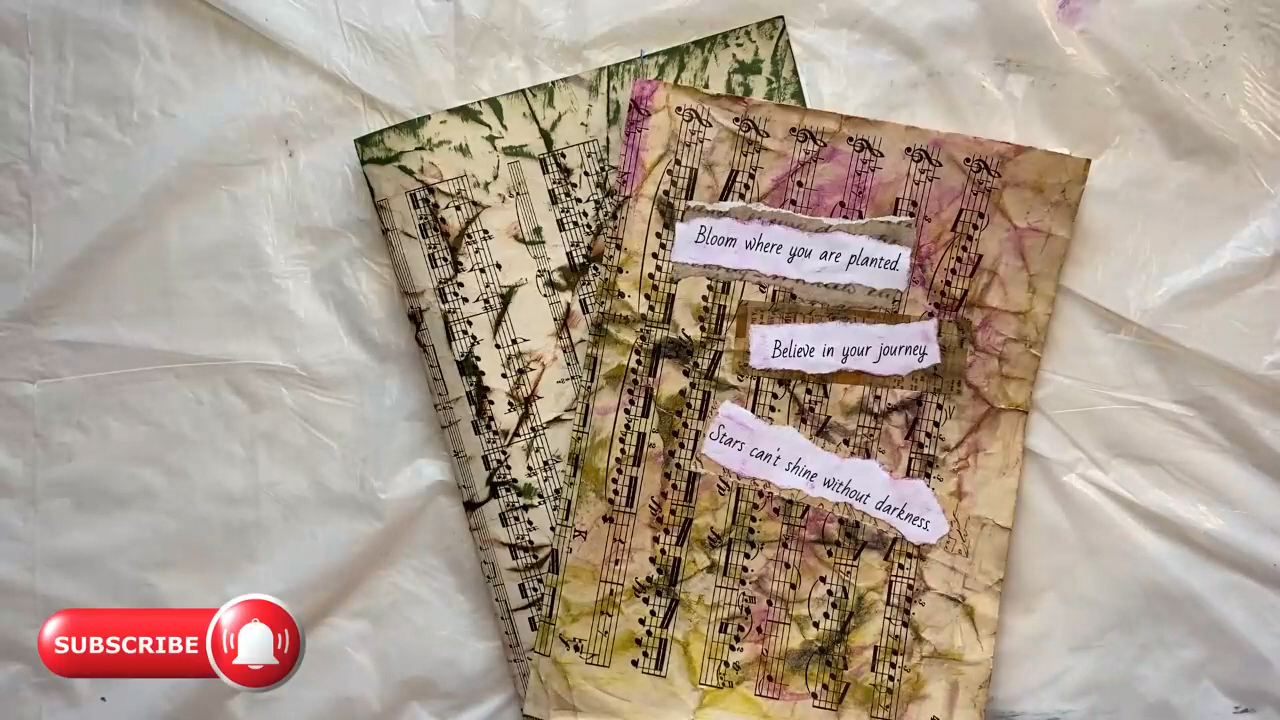 Bloom where you are planted.
Believe in your journey
Stars can't shine without darkness.
SUBSCRIBE